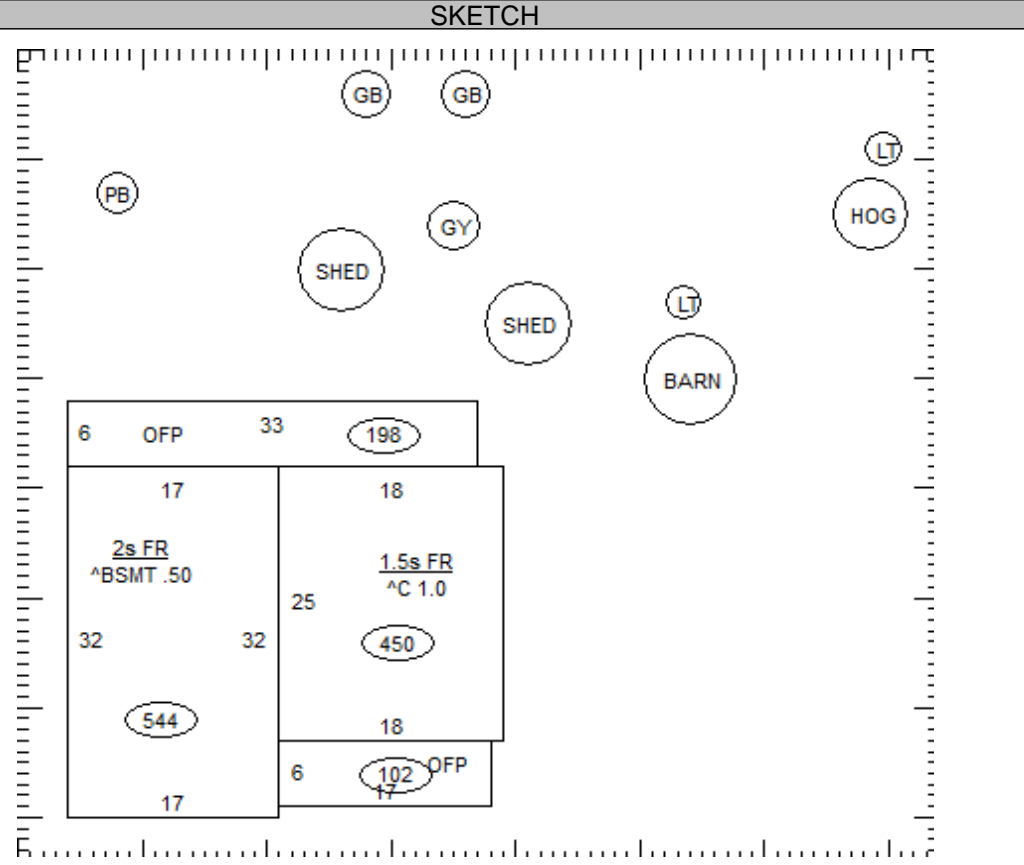 SKETCH
GB GB
LT
PB
HOG
GY
SHED
SHED
LT
BARN
6 OFP 33 198
17 18
2s FR
^BSMT .50
1.5s FR
^C 1.0
25
32 32
450
544
18
6 102 OFP
17
17